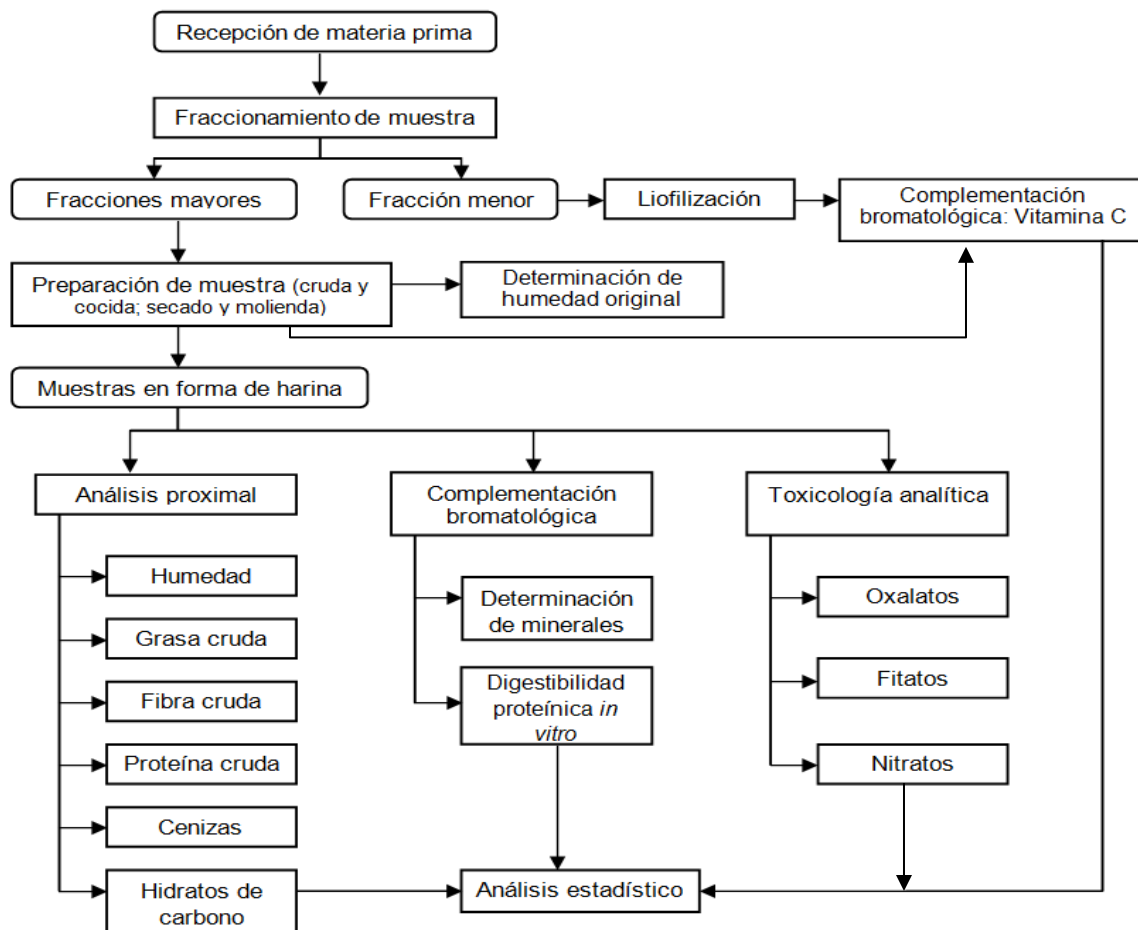 Recepción de materia prima
Fraccionamiento de muestra
Fracciones mayores
Fracción menor
Liofilización
Complementación
bromatológica: Vitamina C
Preparación de muestra (cruda y
cocida; secado y molienda)
Determinación de
humedad original
Muestras en forma de harina
Análisis proximal
Humedad
Grasa cruda
Fibra cruda
Proteína cruda
Cenizas
Hidratos de
carbono
Complementación
bromatológica
Determinación
de minerales
Digestibilidad
proteínica in
vitro
Toxicología analítica
Oxalatos
Fitatos
Nitratos
Análisis estadístico